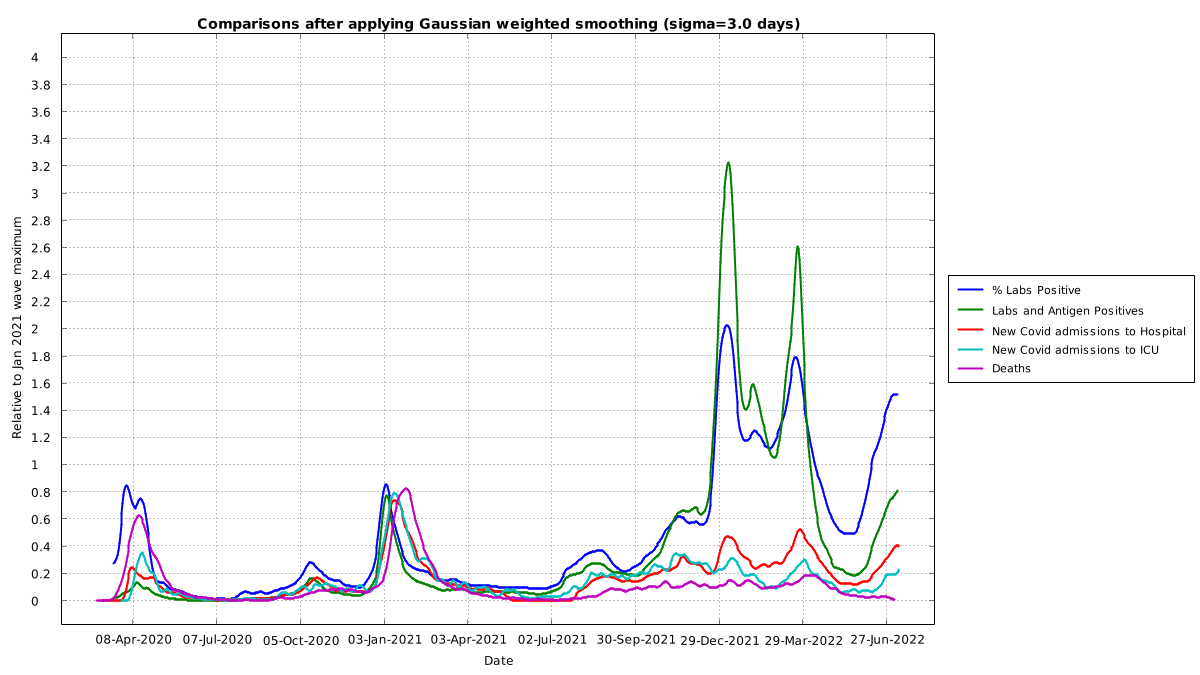 Comparisons after applying Gaussian weighted smoothing (sigma=3.0 days)
Relative to Jan 2021 wave maximum
4
3.8
3.6
3.4
3.2
3
2.8
2.6
2.4
2.2
2
1.8
1.6
1.4
1.2
1
0.8
0.6
0.4
0.2
0
08-Apr-2020 07-Jul-2020 05-Oct-2020 03-Jan-2021 03-Apr-2021 02-Jul-2021 30-Sep-2021 29-Dec-2021 29-Mar-2022 27-Jun-2022
Date
% Labs Positive
Labs and Antigen Positives
New Covid admissions to Hospital
New Covid admissions to ICU
Deaths